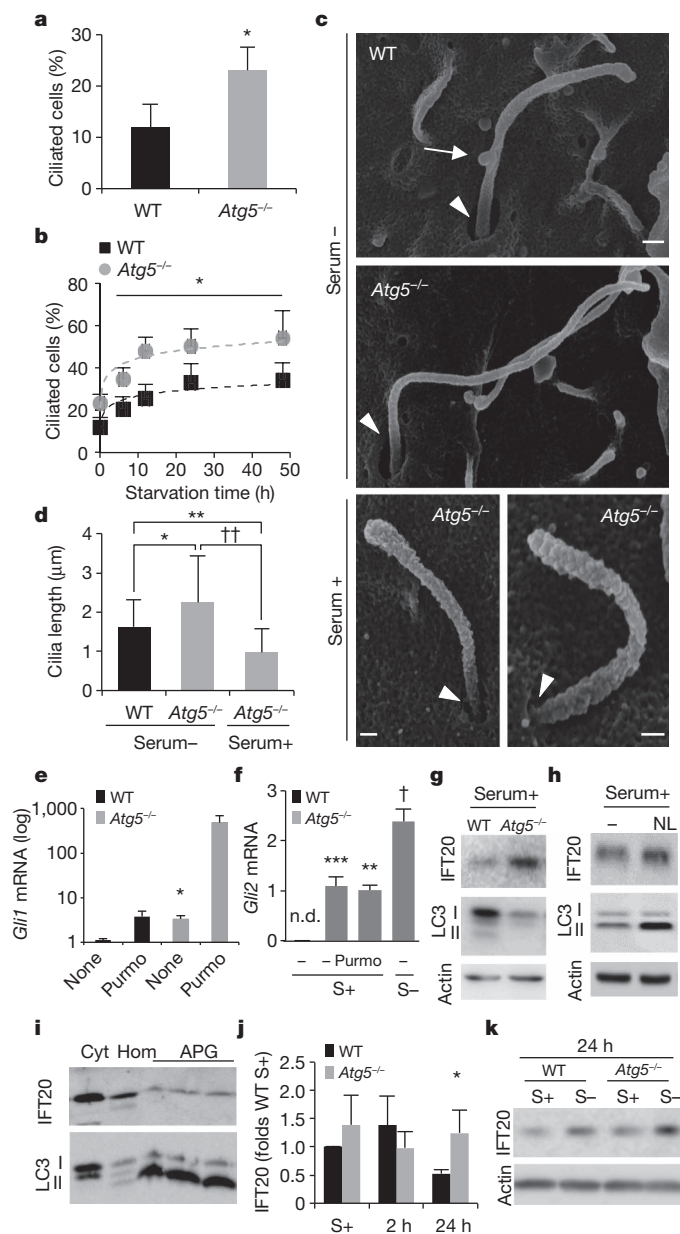 a
Ciliated cells (%)
30
20
10
0
*
WT
Atg5–/–
b
WT
Atg5–/–
Ciliated cells (%)
80
60
40
20
0
*
0 10 20 30 40 50
Starvation time (h)
c
Serum –
WT
Atg5–/–
Serum +
Atg5–/–
Atg5–/–
d
Cilia length (μm)
4
3
2
1
0
**
*
††
WT Atg5–/– Atg5–/–
Serum– Serum+
e
WT
Atg5–/–
Gli1 mRNA (log)
1,000
100
10
1
*
None
Purmo
None
Purmo
f
Gli2 mRNA
3
2
1
0
n.d.
***
**
†
– – Purmo –
S+ S–
g
Serum+
WT Atg5–/–
IFT20
LC3 I
II
Actin
h
Serum+
– NL
IFT20
LC3 I
II
Actin
i
Cyt Hom APG
IFT20
LC3 I
II
j
WT
Atg5–/–
IFT20 (folds WT S+)
2.5
2.0
1.5
1.0
0.5
0
*
S+ 2 h 24 h
k
24 h
WT Atg5–/–
S+ S– S+ S–
IFT20
Actin